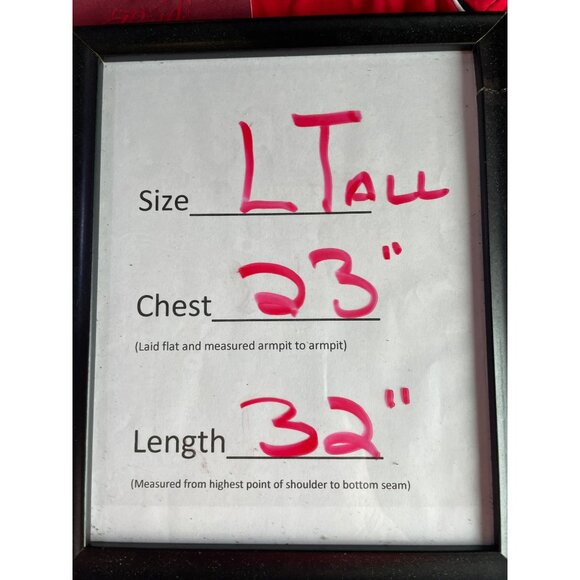 Size L TALL
Chest 23"
(Laid flat and measured armpit to armpit)
Length 32"
(Measured from highest point of shoulder to bottom seam)